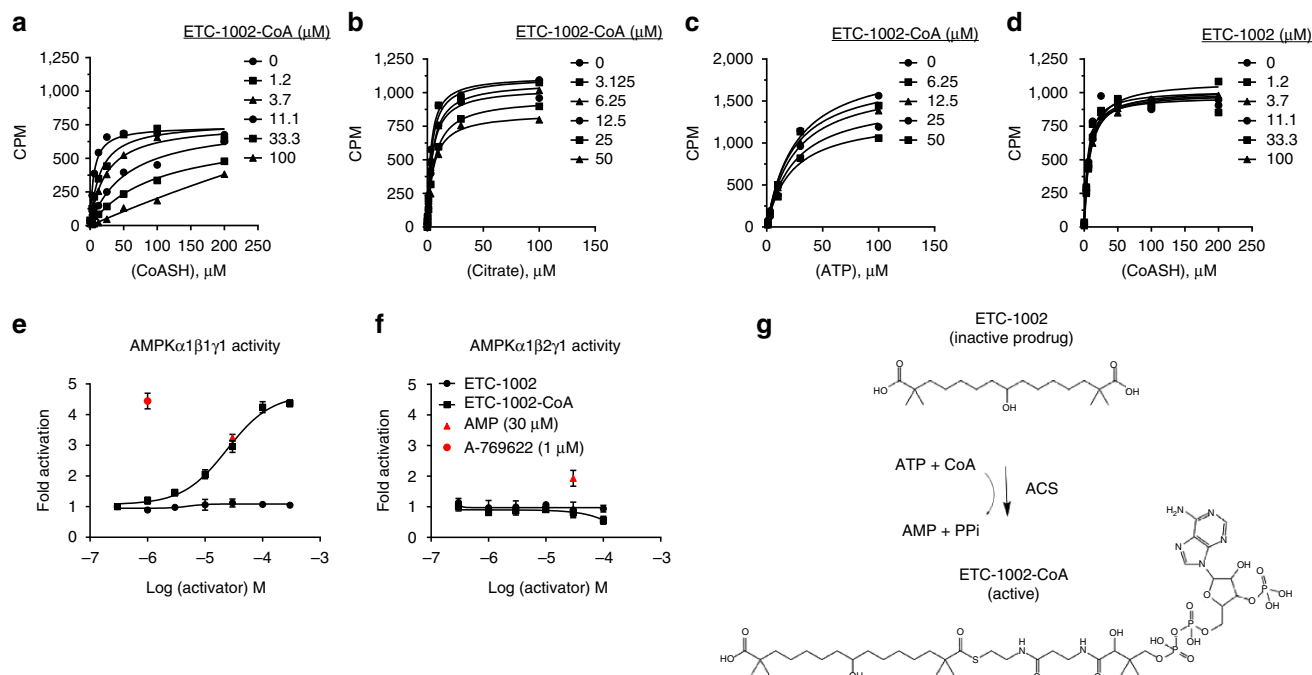 a
ETC-1002-CoA (μM)
1,250
1,000
750
500
250
0
CPM
0 50 100 150 200 250
(CoASH), μM
0
1.2
3.7
11.1
33.3
100
b
ETC-1002-CoA (μM)
1,250
1,000
750
500
250
0
CPM
0 50 100 150
(Citrate), μM
0
3.125
6.25
12.5
25
50
c
ETC-1002-CoA (μM)
2,000
1,500
1,000
500
0
CPM
0 50 100 150
(ATP), μM
0
6.25
12.5
25
50
d
ETC-1002 (μM)
1,250
1,000
750
500
250
0
CPM
0 50 100 150 200 250
(CoASH), μM
0
1.2
3.7
11.1
33.3
100
e
AMPKα1β1γ1 activity
5
4
3
2
1
0
Fold activation
–7 –6 –5 –4 –3
Log (activator) M
f
AMPKα1β2γ1 activity
5
4
3
2
1
0
Fold activation
ETC-1002
ETC-1002-CoA
AMP (30 μM)
A-769622 (1 μM)
–7 –6 –5 –4 –3
Log (activator) M
g
ETC-1002
(inactive prodrug)
O O
HO OH
OH
ATP + CoA
ACS
AMP + PPi
ETC-1002-CoA
(active)
H2N N
N
N N
OH
O O O P OH
OH
O
O P O
OH
O
HO P O
O
O O
HO S
OH
H
N
O
H
N
O
OH
O